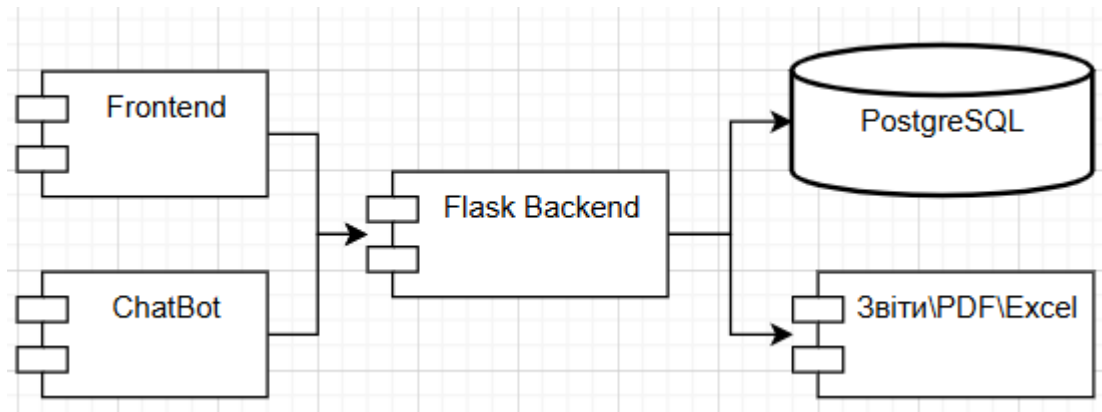 Frontend
PostgreSQL
Flask Backend
ChatBot
Звіти\PDF\Excel